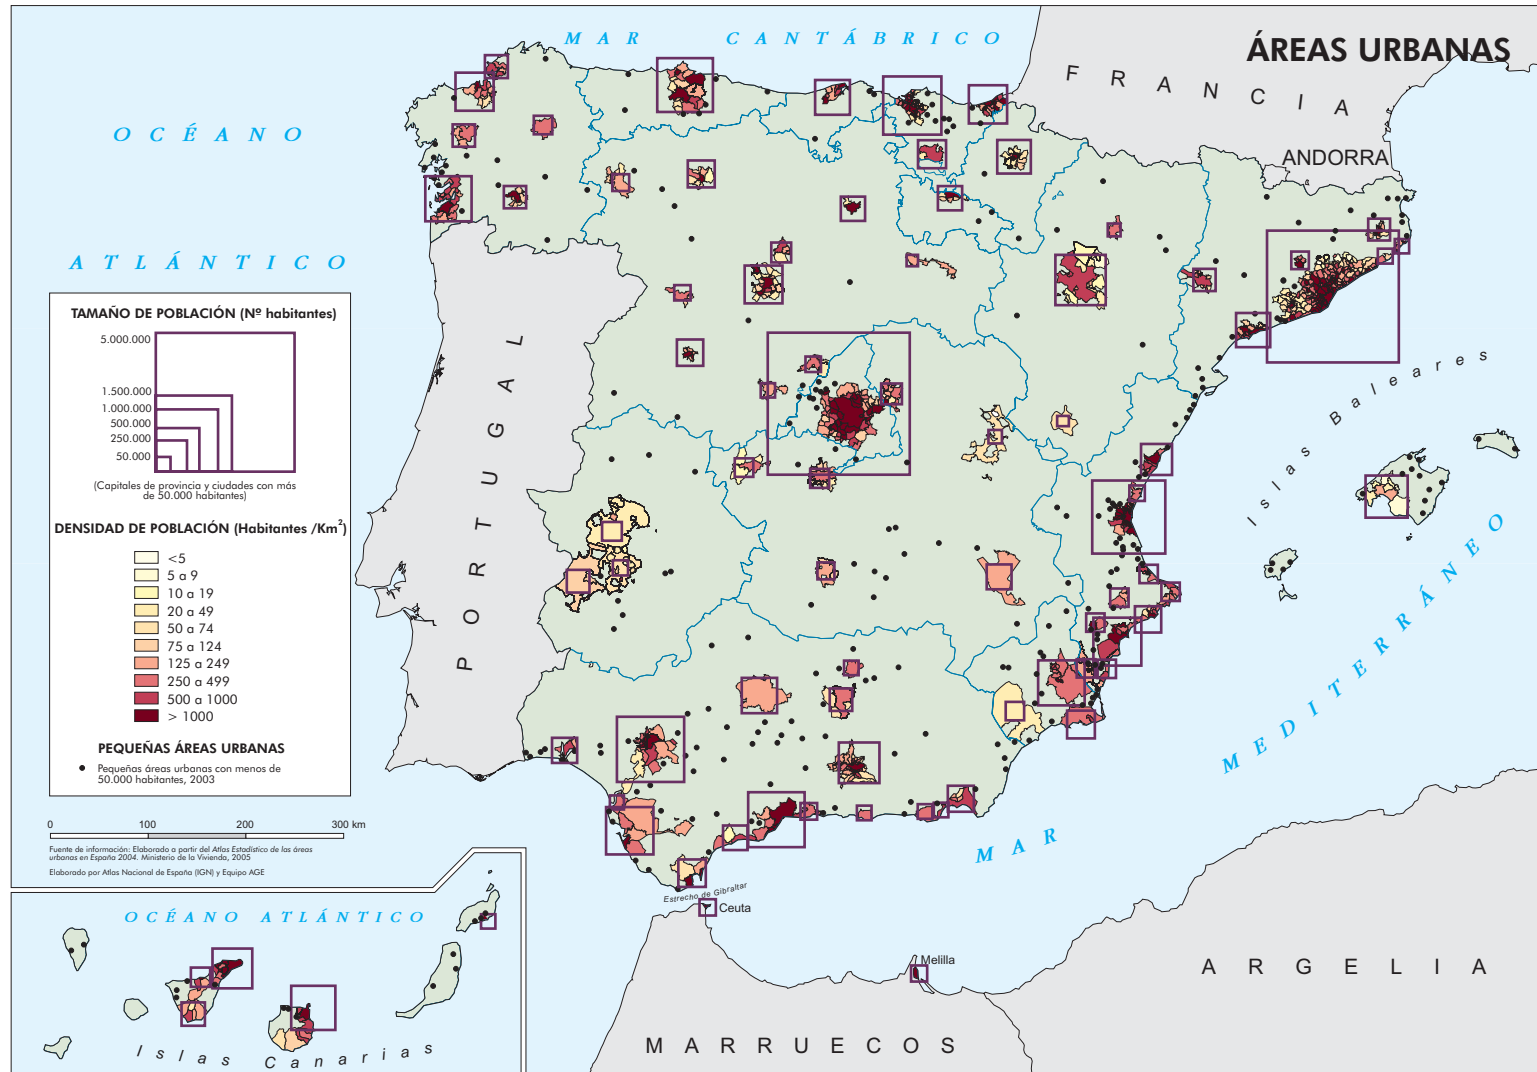 ÁREAS URBANAS
MAR CANTÁBRICO
FRANCIA
ANDORRA
OCÉANO
ATLÁNTICO
PORTUGAL
Islas Baleares
MAR MEDITERRÁNEO
TAMAÑO DE POBLACIÓN (Nº habitantes)
5.000.000
1.500.000
1.000.000
500.000
250.000
50.000
(Capitales de provincia y ciudades con más
de 50.000 habitantes)
DENSIDAD DE POBLACIÓN (Habitantes /Km²)
<5
5 a 9
10 a 19
20 a 49
50 a 74
75 a 124
125 a 249
250 a 499
500 a 1000
> 1000
PEQUEÑAS ÁREAS URBANAS
Pequeñas áreas urbanas con menos de
50.000 habitantes, 2003
0 100 200 300 km
Fuente de información: Elaborado a partir del Atlas Estadístico de las áreas
urbanas en España 2004. Ministerio de la Vivienda, 2005
Elaborado por Atlas Nacional de España (IGN) y Equipo AGE
Estrecho de Gibraltar
Ceuta
Melilla
MARRUECOS
ARGELIA
OCÉANO ATLÁNTICO
Islas Canarias